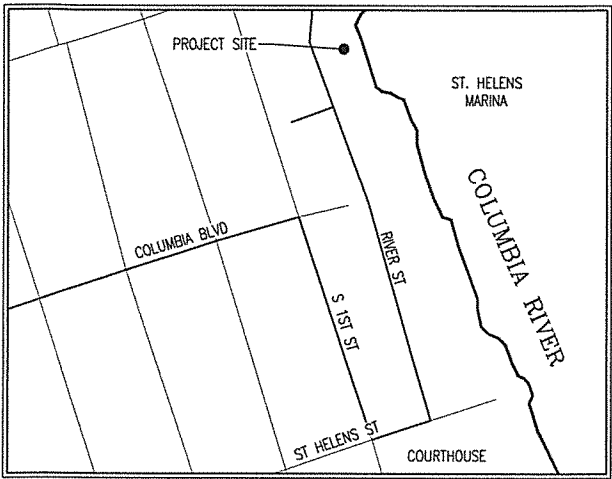 PROJECT SITE
ST. HELENS
MARINA
COLUMBIA RIVER
COLUMBIA BLVD
RIVER ST
S 1ST ST
ST HELENS ST
COURTHOUSE